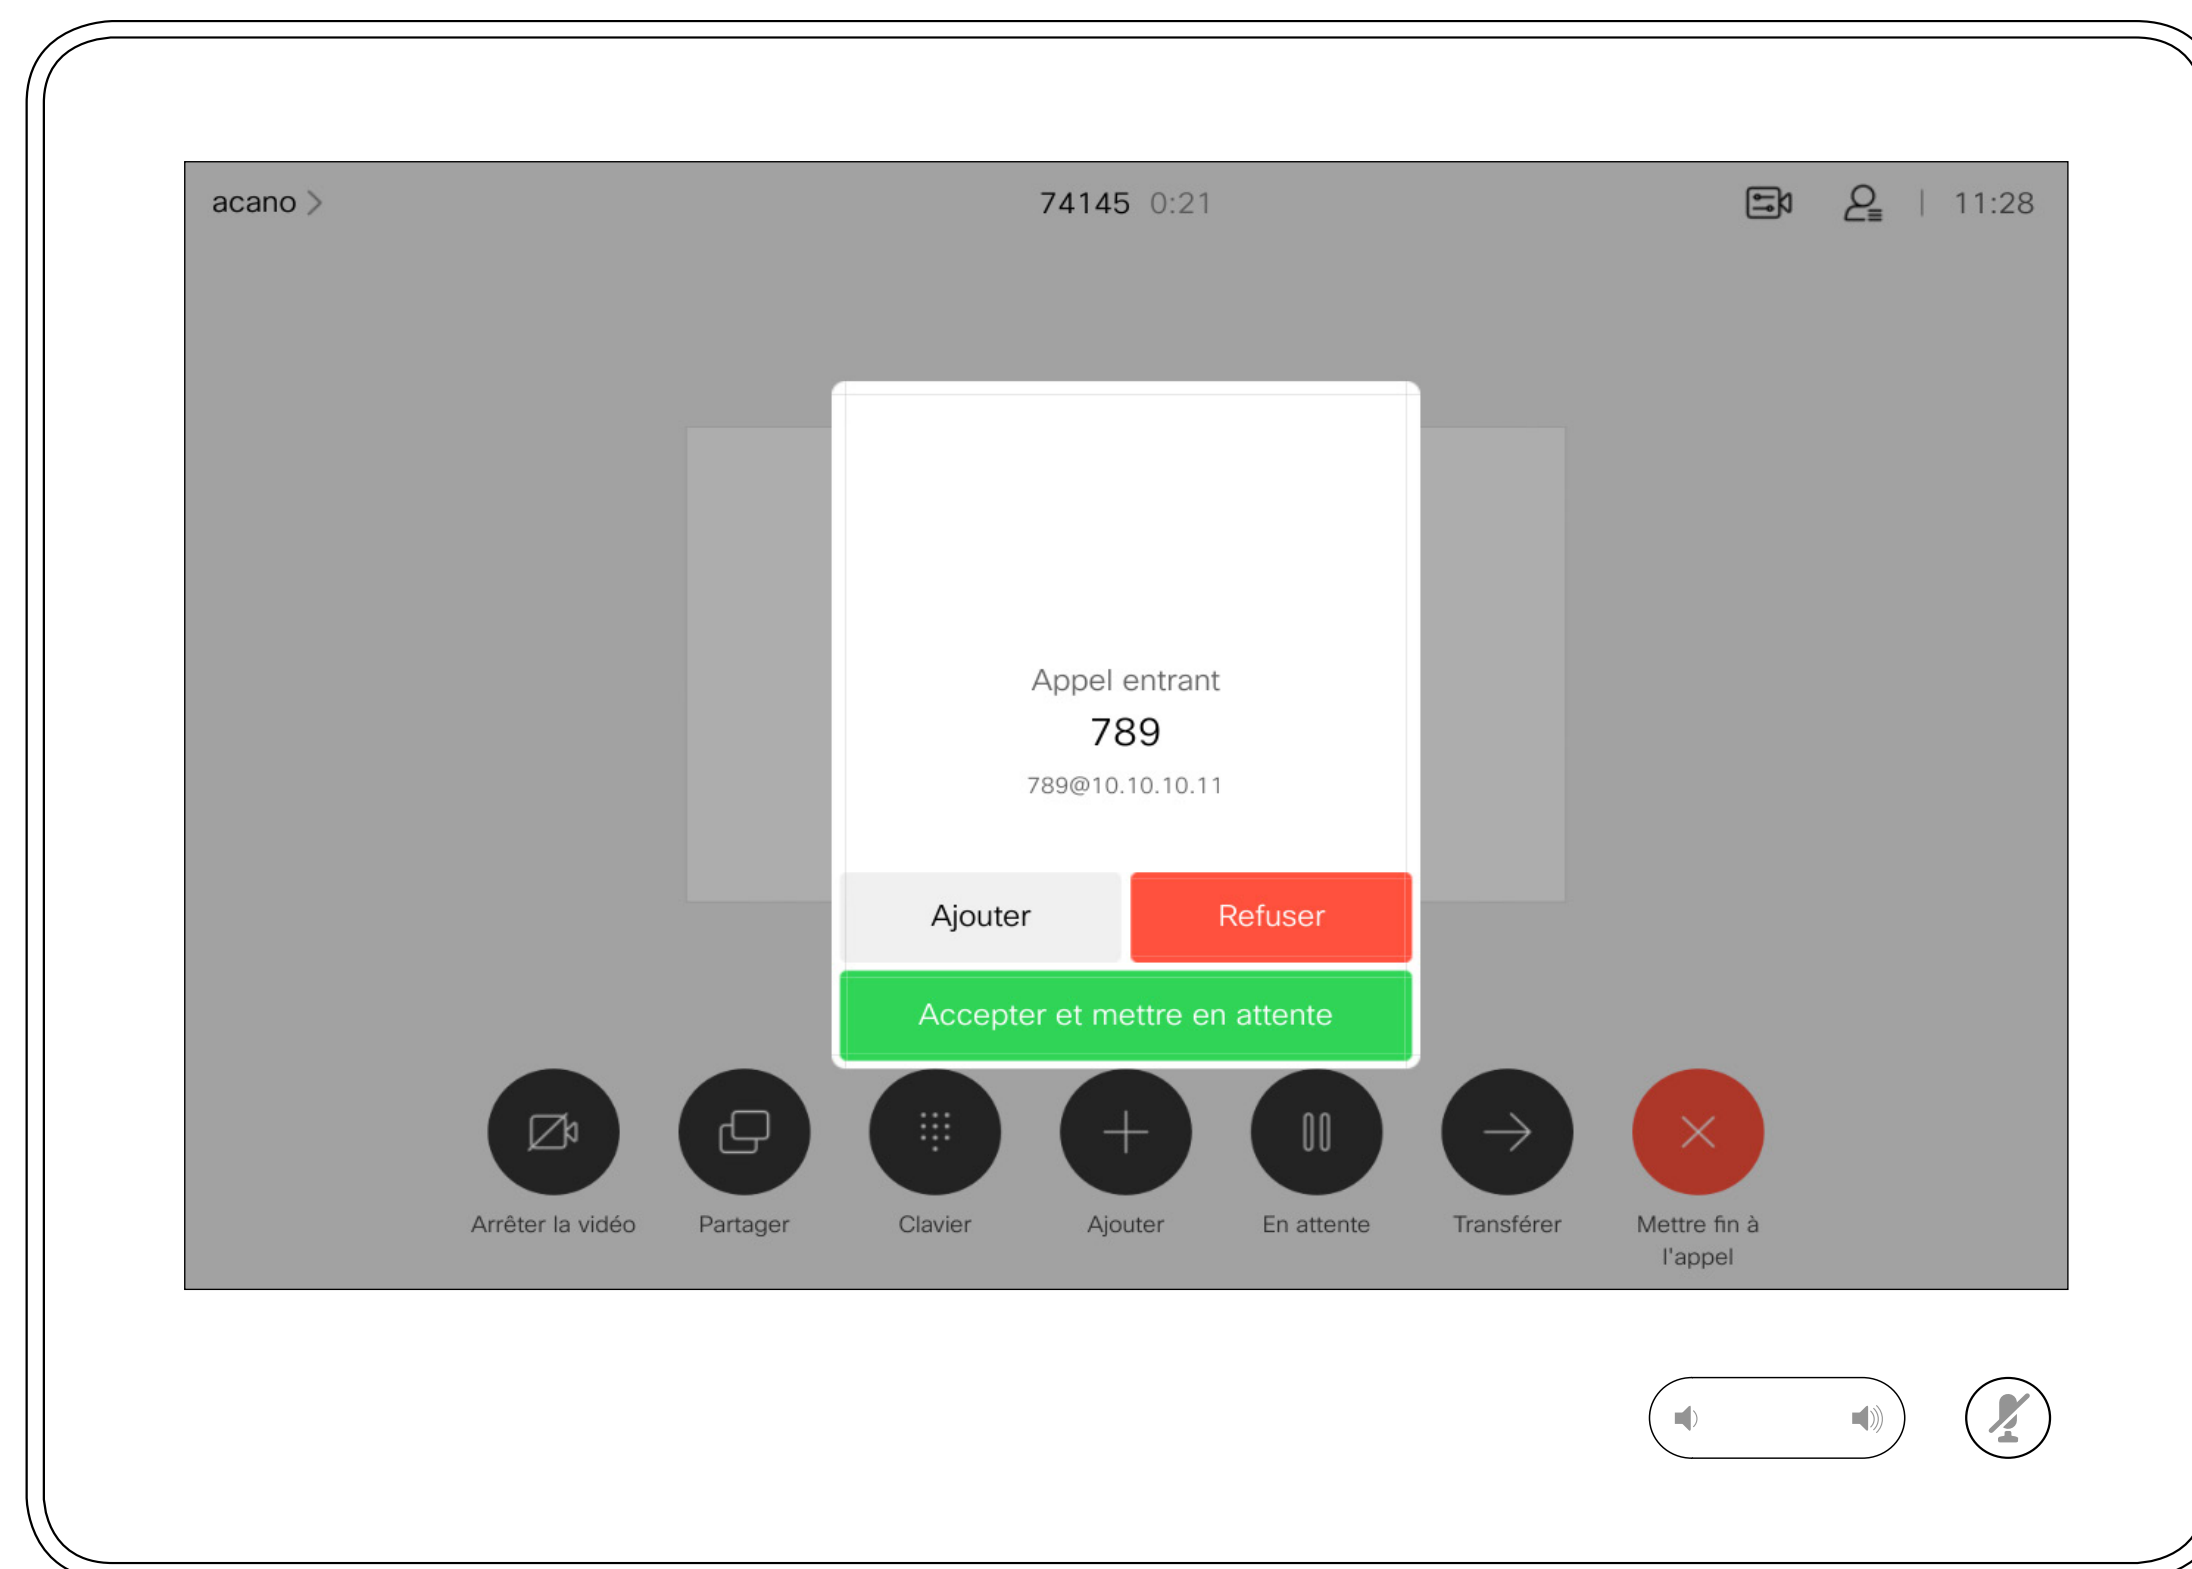 acano
74145 0:21
11:28
Appel entrant
789
789@10.10.10.11
Ajouter
Refuser
Accepter et mettre en attente
Arrêter la vidéo
Partager
Clavier
Ajouter
En attente
Transférer
Mettre fin à
l'appel